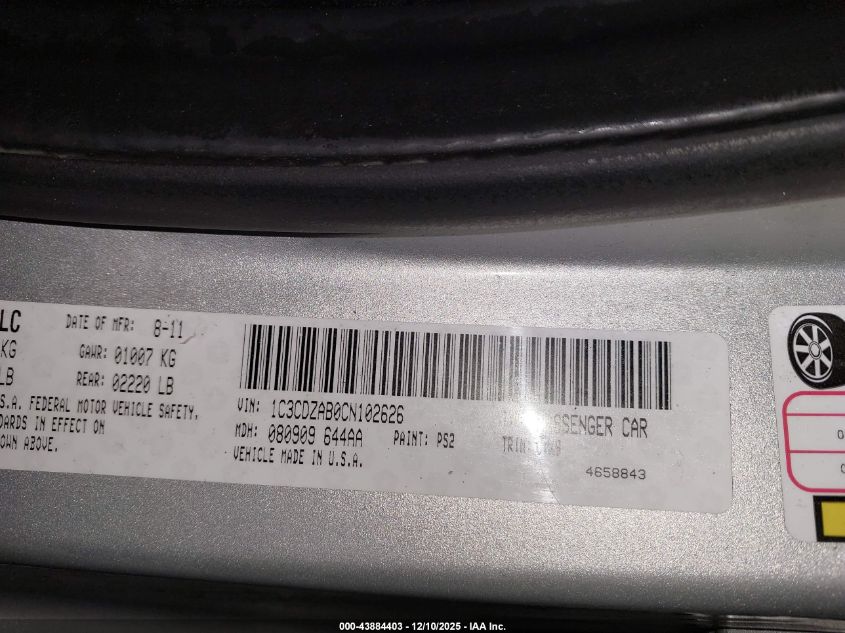 LC DATE OF MFR: 8-11
KG GAWR: 01007 KG
LB REAR: 02220 LB
S.A. FEDERAL MOTOR VEHICLE SAFETY,
DARDS IN EFFECT ON
OWN ABOVE.
VIN: 1C3CDZAB0CN102626
SSENGER CAR
MDH: 080909 644AA PAINT: PS2
TRIM:
VEHICLE MADE IN U.S.A.
4658843
000-43884403 - 12/10/2025 - IAA Inc.